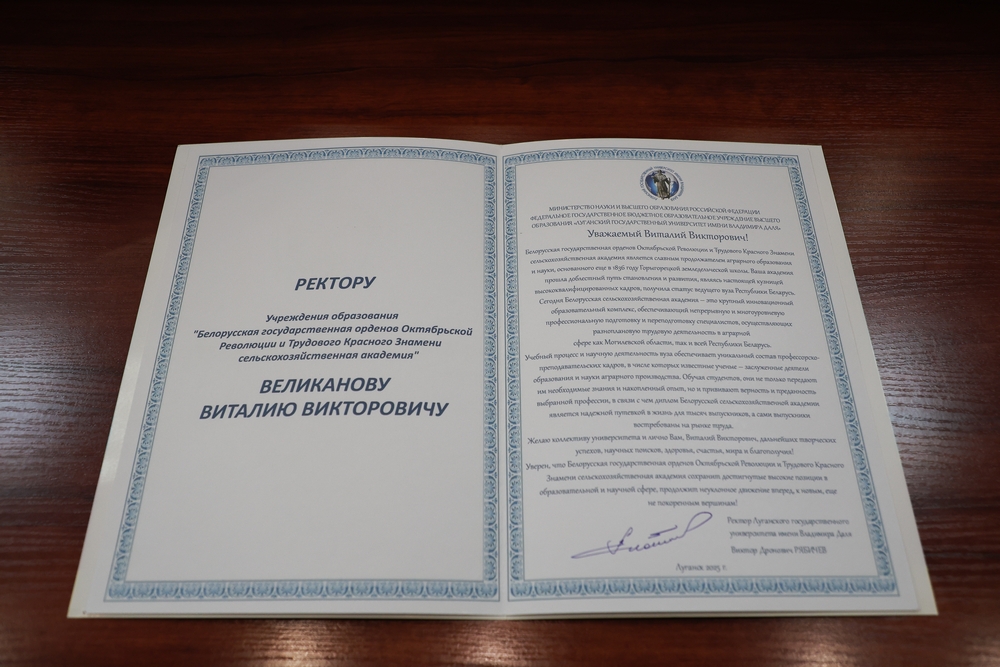 РЕКТОРУ
Учреждения образования
"Белорусская государственная орденов Октябрьской
Революции и Трудового Красного Знамени
сельскохозяйственная академия"
ВЕЛИКАНОВУ
ВИТАЛИЮ ВИКТОРОВИЧУ
МИНИСТЕРСТВО НАУКИ И ВЫСШЕГО ОБРАЗОВАНИЯ РОССИЙСКОЙ ФЕДЕРАЦИИ
ФЕДЕРАЛЬНОЕ ГОСУДАРСТВЕННОЕ БЮДЖЕТНОЕ ОБРАЗОВАТЕЛЬНОЕ УЧРЕЖДЕНИЕ ВЫСШЕГО
ОБРАЗОВАНИЯ «ЛУГАНСКИЙ ГОСУДАРСТВЕННЫЙ УНИВЕРСИТЕТ ИМЕНИ ВЛАДИМИРА ДАЛЯ»
Уважаемый Виталий Викторович!
Белорусская государственная орденов Октябрьской Революции и Трудового Красного Знамени
сельскохозяйственная академия является славным продолжателем аграрного образования
и науки, основанного еще в 1836 году Горыгорецкой земледельческой школы. Ваша академия
прошла доблестный путь становления и развития, являясь настоящей кузницей
высококвалифицированных кадров, получила статус ведущего вуза Республики Беларусь.
Сегодня Белорусская сельскохозяйственная академия – это крупный инновационный
образовательный комплекс, обеспечивающий непрерывную и многоуровневую
профессиональную подготовку и переподготовку специалистов, осуществляющих
разноплановую трудовую деятельность в аграрной
сфере как Могилевской области, так и всей Республики Беларусь.
Учебный процесс и научную деятельность вуза обеспечивает уникальный состав профессорско-
преподавательских кадров, в числе которых известные ученые – заслуженные деятели
образования и науки аграрного производства. Обучая студентов, они не только передают
им необходимые знания и накопленный опыт, но и прививают верность и преданность
выбранной профессии, в связи с чем диплом Белорусской сельскохозяйственной академии
является надежной путевкой в жизнь для тысяч выпускников, а сами выпускники
востребованы на рынке труда.
Желаю коллективу университета и лично Вам, Виталий Викторович, дальнейших творческих
успехов, научных поисков, здоровья, счастья, мира и благополучия!
Уверен, что Белорусская государственная орденов Октябрьской Революции и Трудового Красного
Знамени сельскохозяйственная академия сохранит достигнутые высокие позиции в
образовательной и научной сфере, продолжит неуклонное движение вперед, к новым, еще
не покоренным вершинам!
Ректор Луганского государственного
университета имени Владимира Даля
Виктор Дронович РЯБИЧЕВ
Луганск 2025 г.